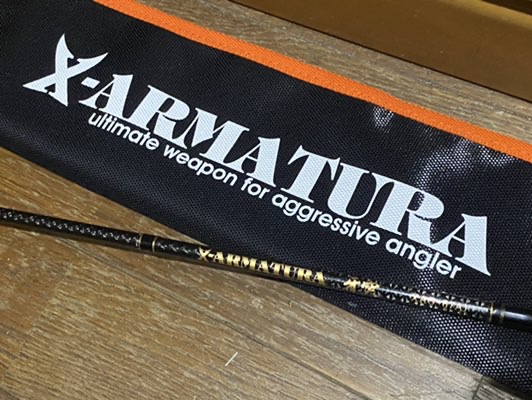 X-ARMATURA
ultimate weapon for aggressive angler
X-ARMATURA